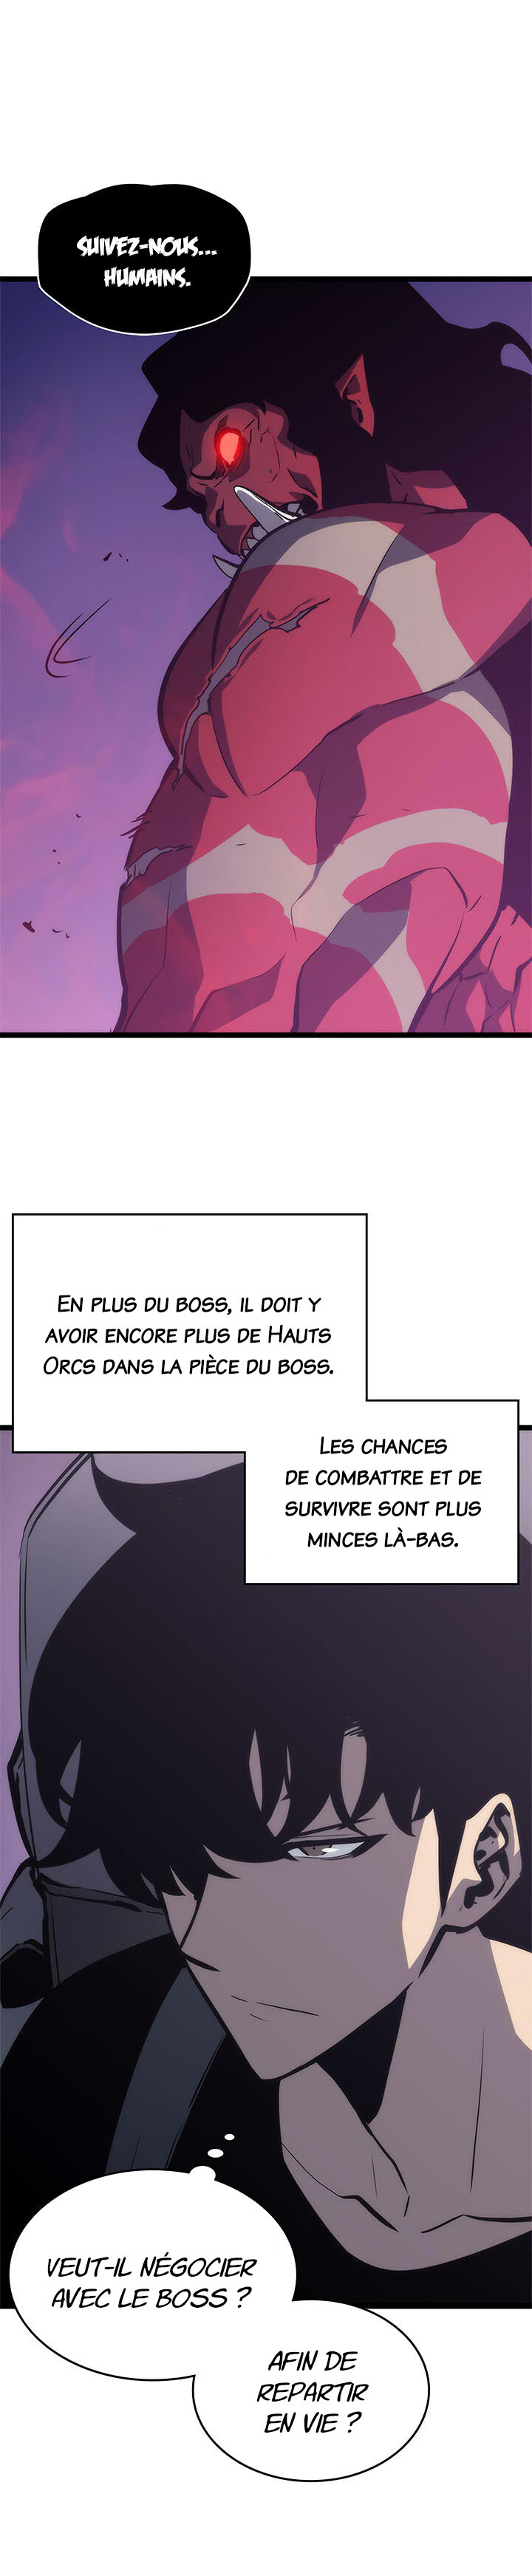 SUIVEZ-NOUS...
HUMAINS.
EN PLUS DU BOSS, IL DOIT Y
AVOIR ENCORE PLUS DE HAUTS
ORCS DANS LA PIÈCE DU BOSS.
LES CHANCES
DE COMBATTRE ET DE
SURVIVRE SONT PLUS
MINCES LÀ-BAS.
VEUT-IL NÉGOCIER
AVEC LE BOSS ?
AFIN DE
REPARTIR
EN VIE ?